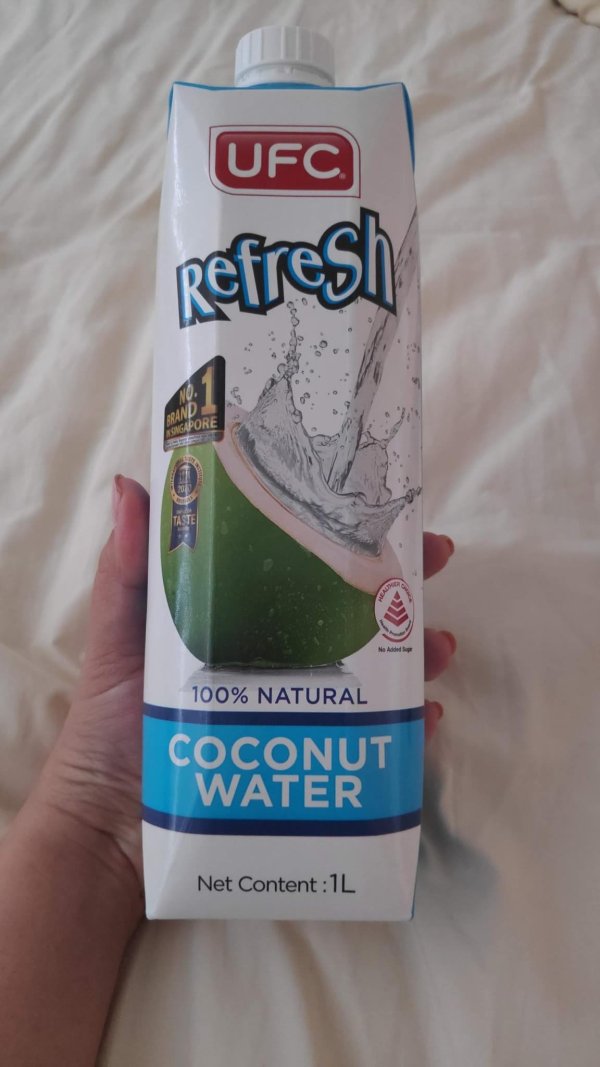 UFC
Refresh
NO. 1
BRAND
IN SINGAPORE
2020
TASTE
HEALTHIER CHOICE
No Added Sugar
100% NATURAL
COCONUT
WATER
Net Content : 1L